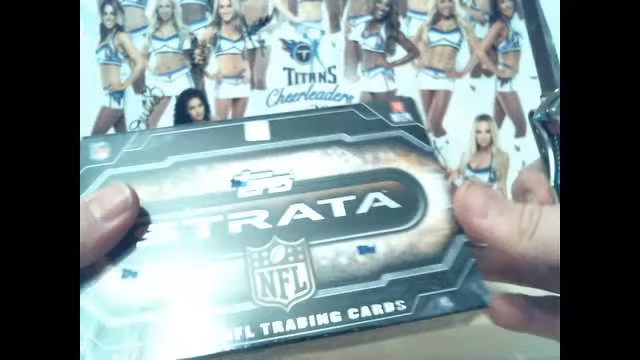 TITANS
Cheerleaders
Topps
STRATA
NFL
NFL TRADING CARDS